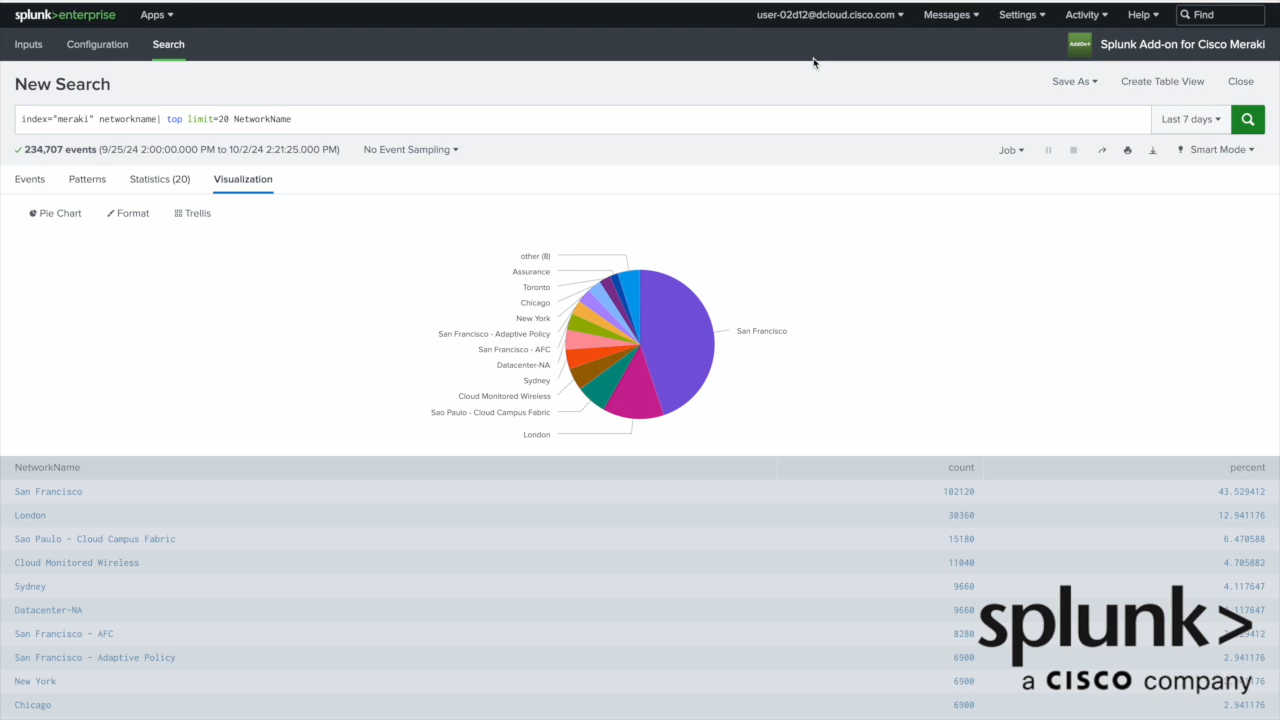 splunk>enterprise Apps user-02d12@dcloud.cisco.com Messages Settings Activity Help Find
Inputs Configuration Search AddOn+ Splunk Add-on for Cisco Meraki
New Search Save As Create Table View Close
index="meraki" networkname| top limit=20 NetworkName Last 7 days
234,707 events (9/25/24 2:00:00.000 PM to 10/2/24 2:21:25.000 PM) No Event Sampling Job Smart Mode
Events Patterns Statistics (20) Visualization
Pie Chart Format Trellis
other (8)
Assurance
Toronto
Chicago
New York
San Francisco
San Francisco - Adaptive Policy
San Francisco - AFC
Datacenter-NA
Sydney
Cloud Monitored Wireless
Sao Paulo - Cloud Campus Fabric
London
NetworkName count percent
San Francisco 102120 43.529412
London 30360 12.941176
Sao Paulo - Cloud Campus Fabric 15180 6.470588
Cloud Monitored Wireless 11040 4.705882
Sydney 9660 4.117647
Datacenter-NA 9660
San Francisco - AFC 8280
San Francisco - Adaptive Policy 6900 2.941176
New York 6900
Chicago 6900 2.941176
splunk>
a CISCO company